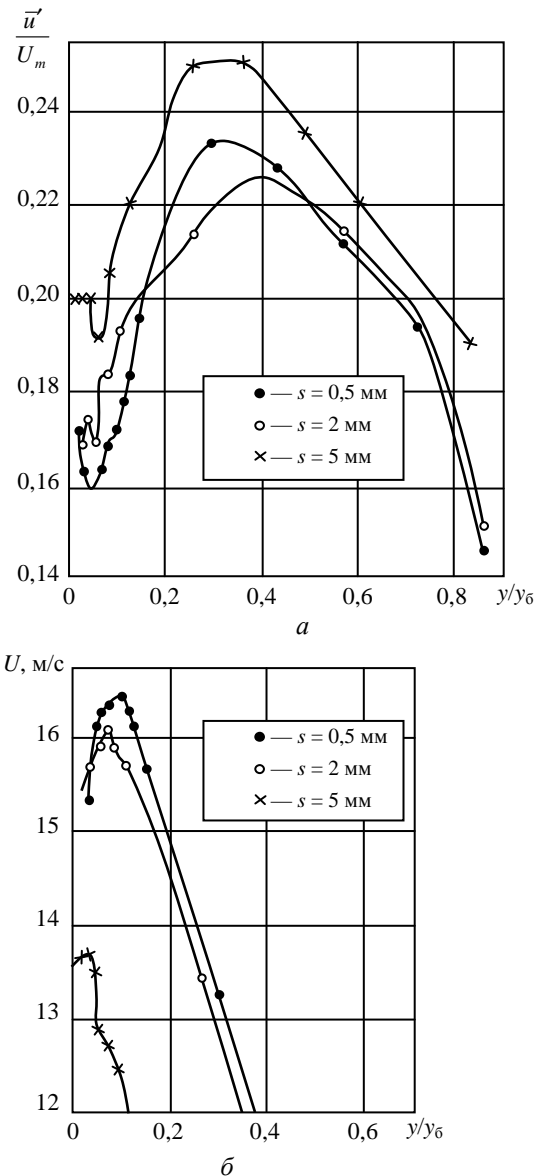 u̅′
U_m
0,24
0,22
0,20
0,18
● — s = 0,5 мм
○ — s = 2 мм
× — s = 5 мм
0,16
0,14
0 0,2 0,4 0,6 0,8 y/y_б
а
U, м/с
● — s = 0,5 мм
○ — s = 2 мм
× — s = 5 мм
16
15
14
13
12
0 0,2 0,4 0,6 y/y_б
б